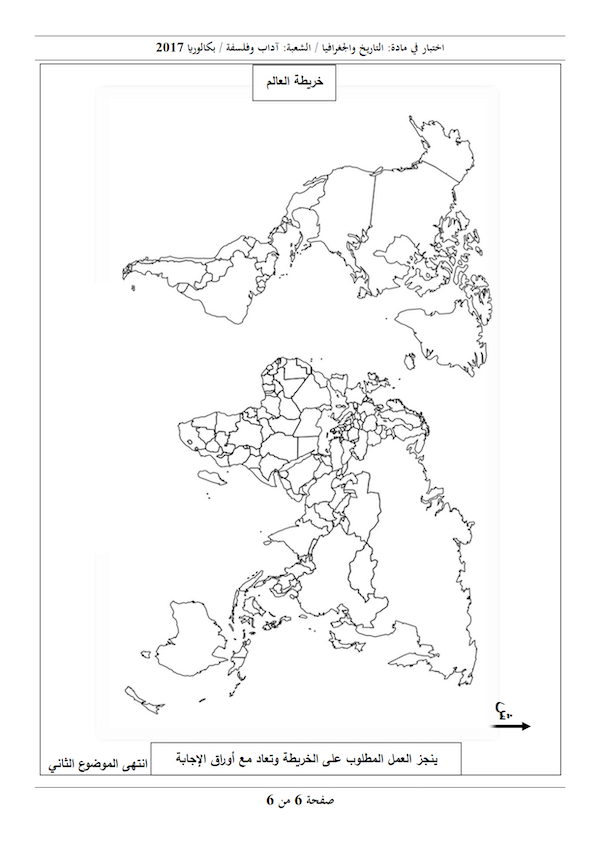 اختبار في مادة: التاريخ والجغرافيا / الشعبة: آداب وفلسفة / بكالوريا 2017
خريطة العالم
ينجز العمل المطلوب على الخريطة وتعاد مع أوراق الإجابة
انتهى الموضوع الثاني
صفحة 6 من 6